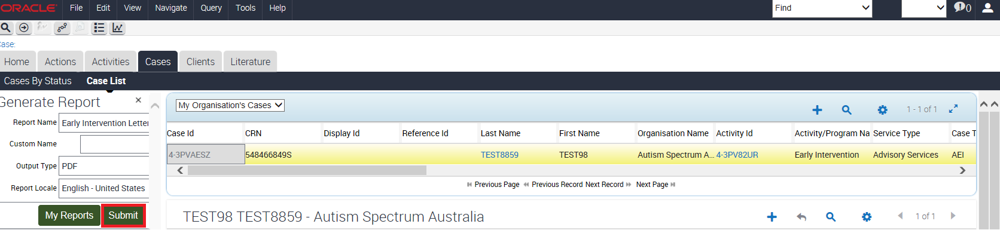 ORACLE File Edit View Navigate Query Tools Help Find 0
Case:
Home Actions Activities Cases Clients Literature
Cases By Status Case List
Generate Report
Report Name Early Intervention Letter
Custom Name
Output Type PDF
Report Locale English - United States
My Reports Submit
My Organisation's Cases 1 - 1 of 1
Case Id CRN Display Id Reference Id Last Name First Name Organisation Name Activity Id Activity/Program Na Service Type Case T
4-3PVAESZ 548466849S TEST8859 TEST98 Autism Spectrum A... 4-3PV82UR Early Intervention Advisory Services AEI
Previous Page Previous Record Next Record Next Page
TEST98 TEST8859 - Autism Spectrum Australia 1 of 1